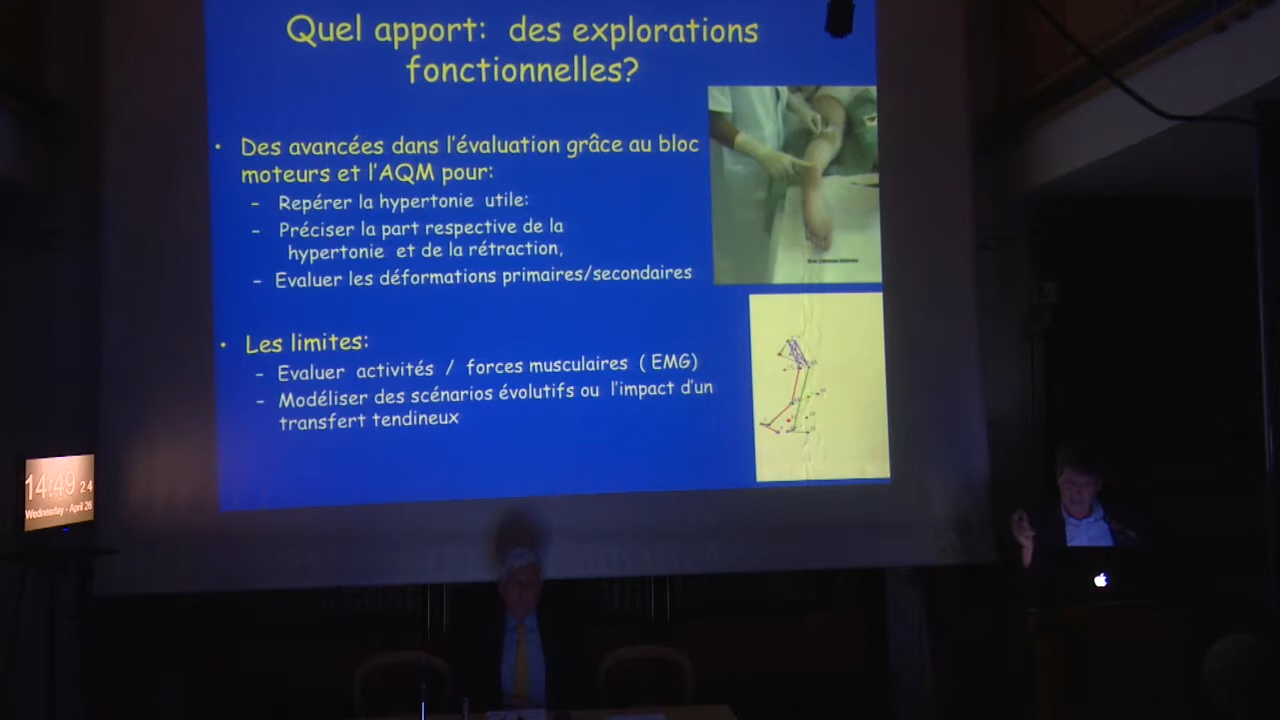 Quel apport: des explorations
fonctionnelles?
• Des avancées dans l'évaluation grâce au bloc
moteurs et l'AQM pour:
- Repérer la hypertonie utile:
- Préciser la part respective de la
hypertonie et de la rétraction,
- Evaluer les déformations primaires/secondaires
• Les limites:
- Evaluer activités / forces musculaires ( EMG)
- Modéliser des scénarios évolutifs ou l'impact d'un
transfert tendineux
14:49 24
Wednesday - April 26